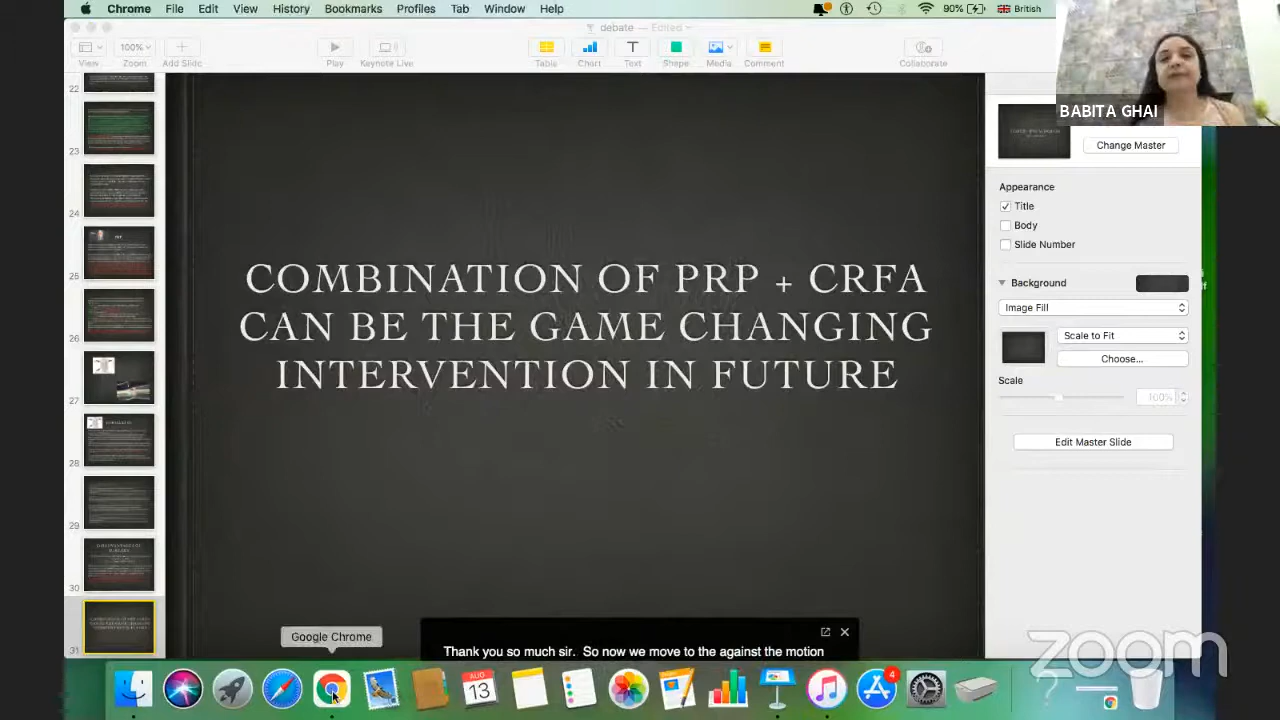 Chrome File Edit View History Bookmarks Profiles Tab Window Help
90% British
debate — Edited
100%
View Zoom Add Slide Play Keynote Live Table Chart Text Shape Media Comment Collaborate
BABITA GHAI
Change Master
Appearance
Title
Body
Slide Number
Background
Image Fill
Scale to Fit
Choose...
Scale
100%
Edit Master Slide
22
23
24
25
26
27
28
29
30
31
COMBINATION OF PRP + CRFA
CAN BE THE GAME CHANGING
INTERVENTION IN FUTURE
Google Chrome
Thank you so much sir. So now we move to the against the motion
zoom
AUG
13
4